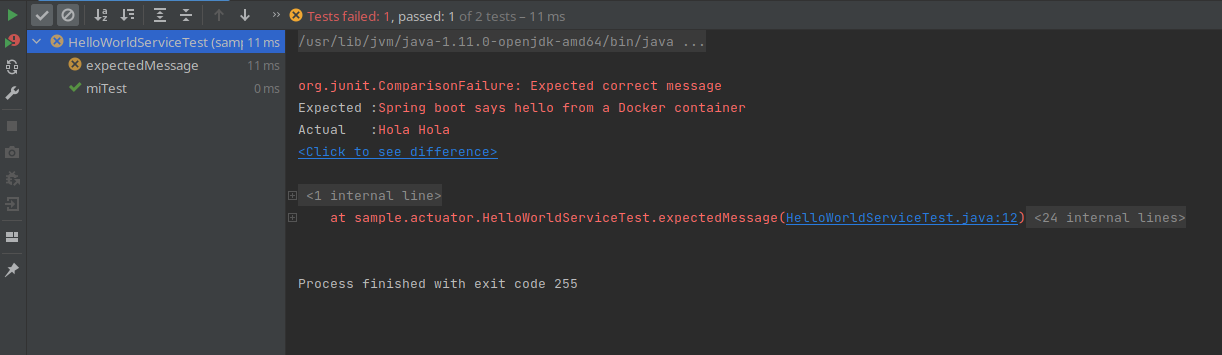 Tests failed: 1, passed: 1 of 2 tests – 11 ms
HelloWorldServiceTest (samp 11 ms
expectedMessage 11 ms
miTest 0 ms
/usr/lib/jvm/java-1.11.0-openjdk-amd64/bin/java ...
org.junit.ComparisonFailure: Expected correct message
Expected :Spring boot says hello from a Docker container
Actual   :Hola Hola
<Click to see difference>
<1 internal line>
at sample.actuator.HelloWorldServiceTest.expectedMessage(HelloWorldServiceTest.java:12) <24 internal lines>
Process finished with exit code 255